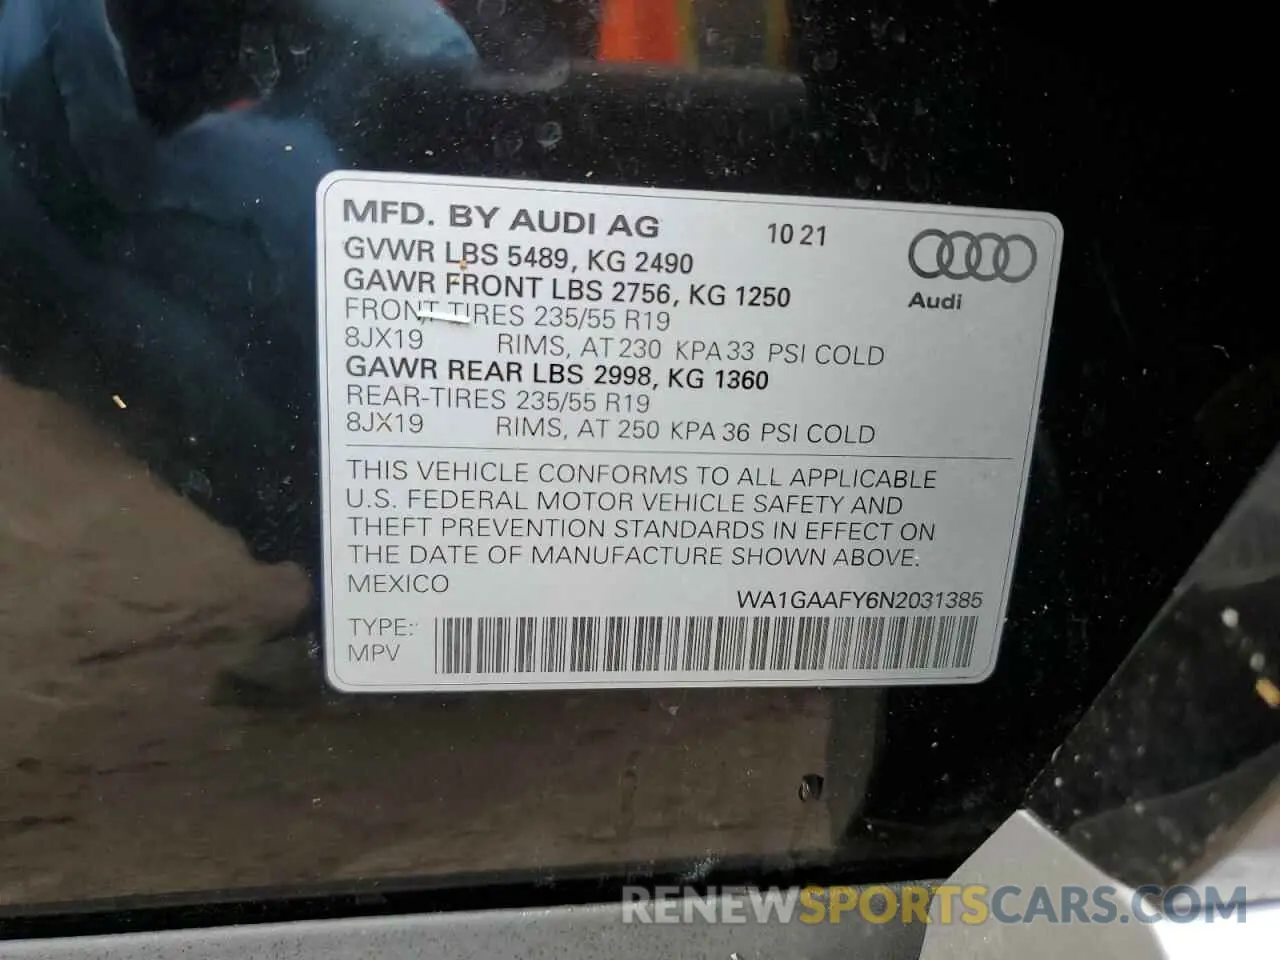 MFD. BY AUDI AG 10 21
GVWR LBS 5489, KG 2490
GAWR FRONT LBS 2756, KG 1250
FRONT-TIRES 235/55 R19
8JX19 RIMS, AT 230 KPA 33 PSI COLD
GAWR REAR LBS 2998, KG 1360
REAR-TIRES 235/55 R19
8JX19 RIMS, AT 250 KPA 36 PSI COLD
Audi
THIS VEHICLE CONFORMS TO ALL APPLICABLE
U.S. FEDERAL MOTOR VEHICLE SAFETY AND
THEFT PREVENTION STANDARDS IN EFFECT ON
THE DATE OF MANUFACTURE SHOWN ABOVE.
MEXICO
WA1GAAFY6N2031385
TYPE:
MPV
RENEWSPORTSCARS.COM